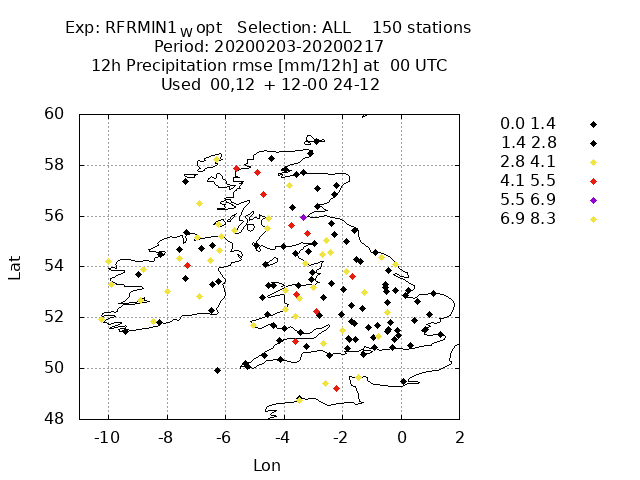 Exp: RFRMIN1Wopt   Selection: ALL    150 stations
Period: 20200203-20200217
12h Precipitation rmse [mm/12h] at  00 UTC
Used  00,12  + 12-00 24-12
60
58
56
54
52
50
48
Lat
-10 -8 -6 -4 -2 0 2
Lon
0.0 1.4
1.4 2.8
2.8 4.1
4.1 5.5
5.5 6.9
6.9 8.3